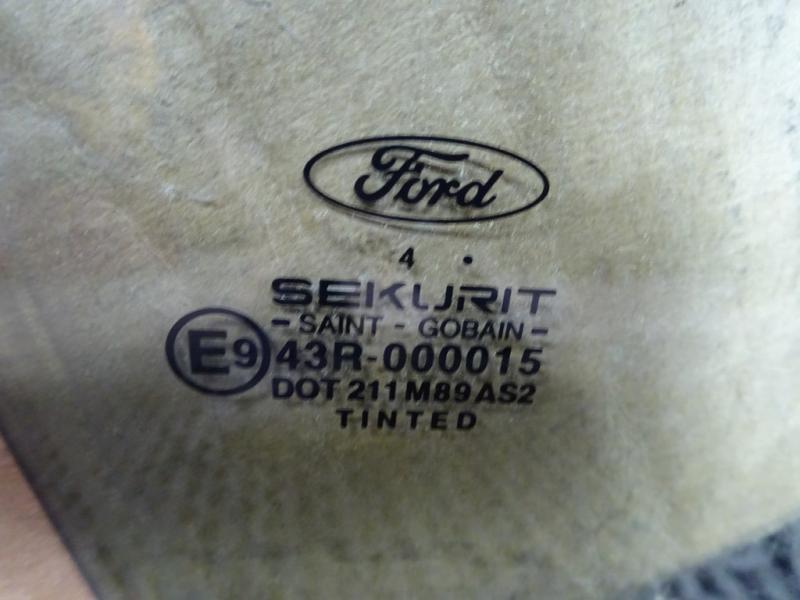 Ford
4 •
SEKURIT
- SAINT - GOBAIN -
E9 43R-000015
DOT 211 M89 AS2
TINTED